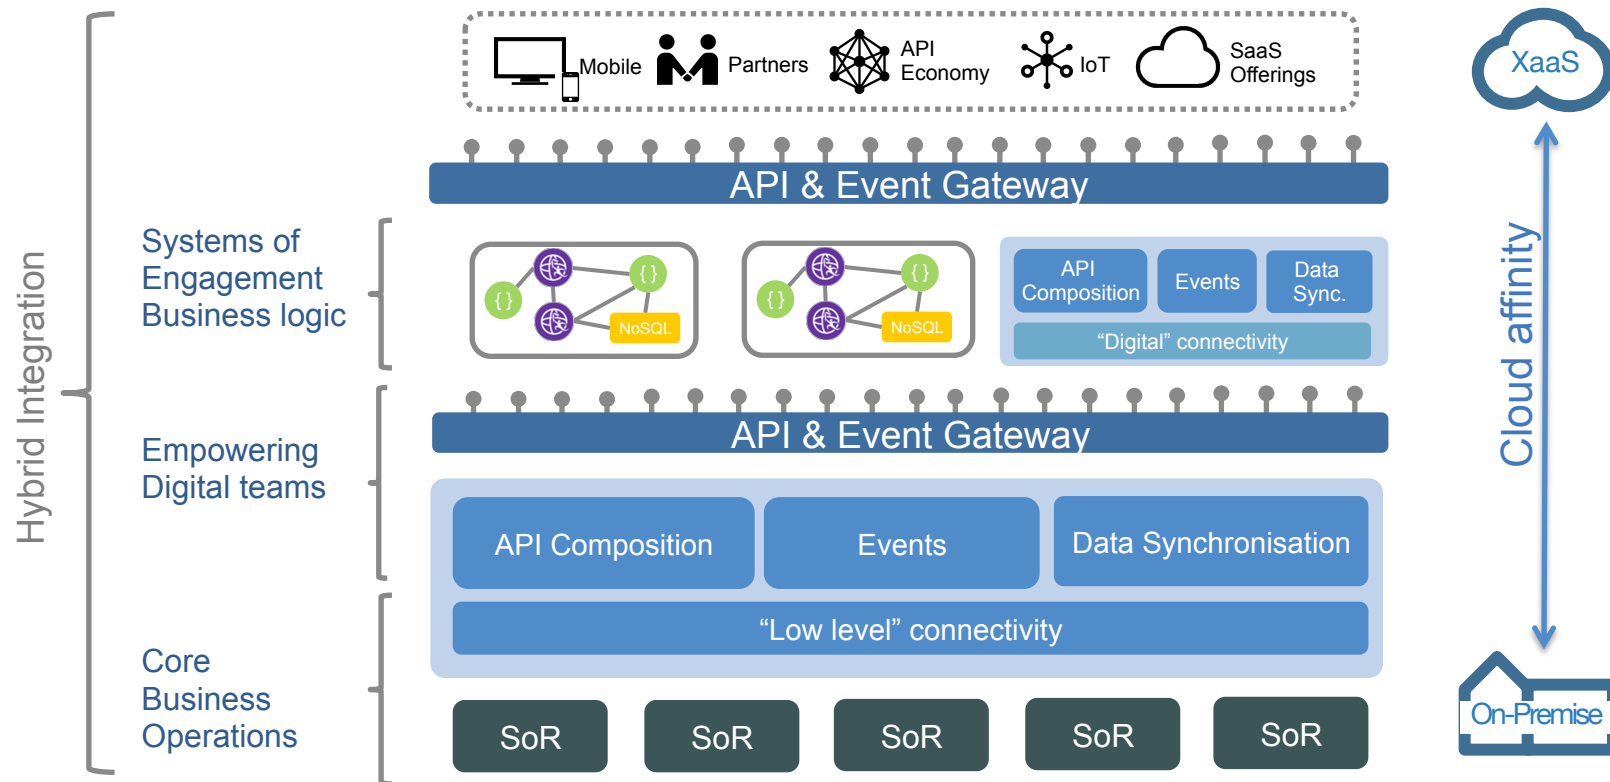 Hybrid Integration
Mobile
Partners
API
Economy
IoT
SaaS
Offerings
XaaS
API & Event Gateway
Systems of
Engagement
Business logic
{ }
{ }
NoSQL
{ }
{ }
NoSQL
API
Composition
Events
Data
Sync.
“Digital” connectivity
Cloud affinity
API & Event Gateway
Empowering
Digital teams
API Composition
Events
Data Synchronisation
“Low level” connectivity
Core
Business
Operations
SoR
SoR
SoR
SoR
SoR
On-Premise